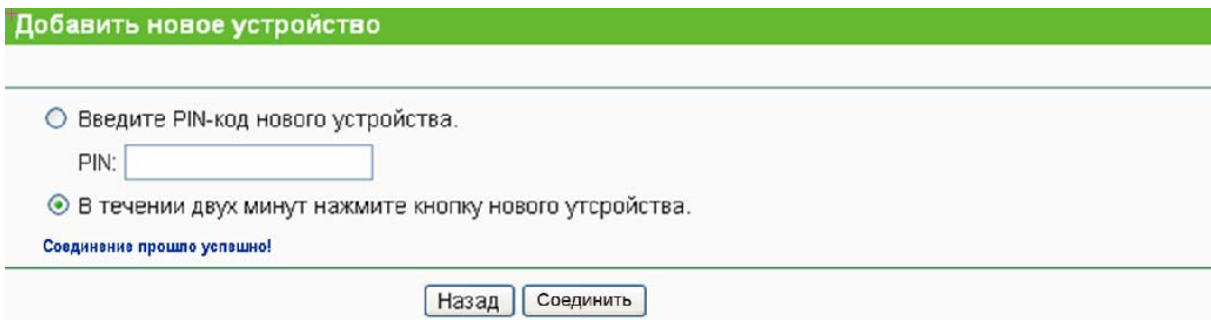 Добавить новое устройство
Введите PIN-код нового устройства.
PIN:
В течении двух минут нажмите кнопку нового утсройства.
Соединение прошло успешно!
Назад Соединить